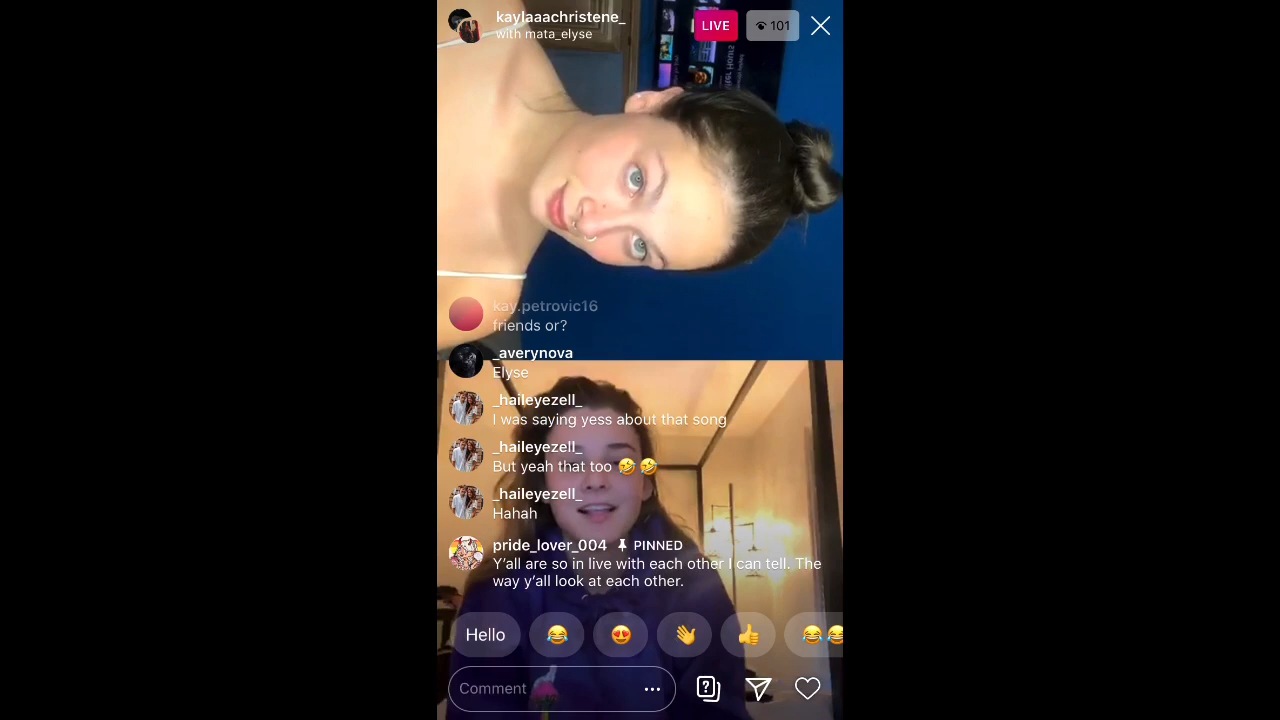 kaylaaachristene_
with mata_elyse
LIVE
101
kay.petrovic16
friends or?
_averynova
Elyse
_haileyezell_
I was saying yess about that song
_haileyezell_
But yeah that too 🤣🤣
_haileyezell_
Hahah
pride_lover_004 PINNED
Y'all are so in live with each other I can tell. The
way y'all look at each other.
Hello 😂 😍 👋 👍 😂😂
Comment